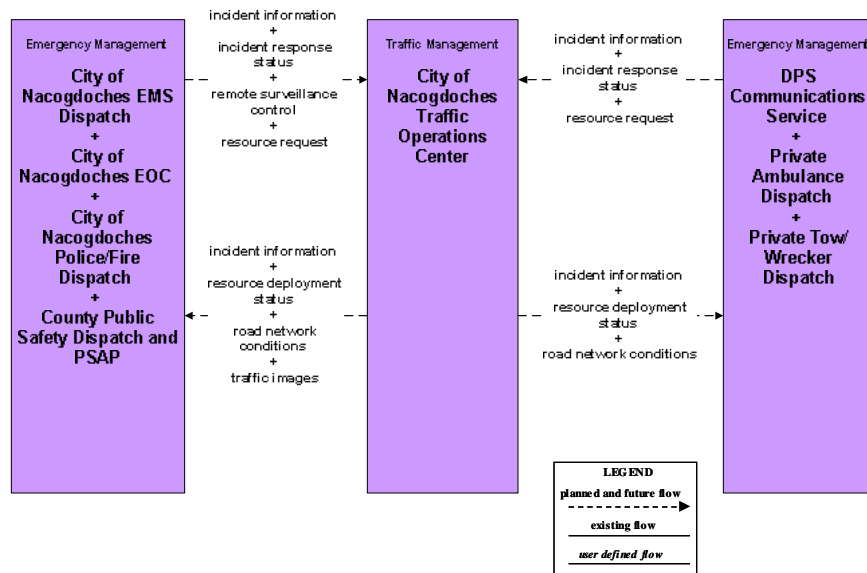 Emergency Management
City of
Nacogdoches EMS
Dispatch
+
City of
Nacogdoches EOC
+
City of
Nacogdoches
Police/Fire
Dispatch
+
County Public
Safety Dispatch and
PSAP
incident information
+
incident response
status
+
remote surveillance
control
+
resource request
incident information
+
resource deployment
status
+
road network
conditions
+
traffic images
Traffic Management
City of
Nacogdoches
Traffic
Operations
Center
incident information
+
incident response
status
+
resource request
incident information
+
resource deployment
status
+
road network conditions
Emergency Management
DPS
Communications
Service
+
Private
Ambulance
Dispatch
+
Private Tow/
Wrecker
Dispatch
LEGEND
planned and future flow
existing flow
user defined flow